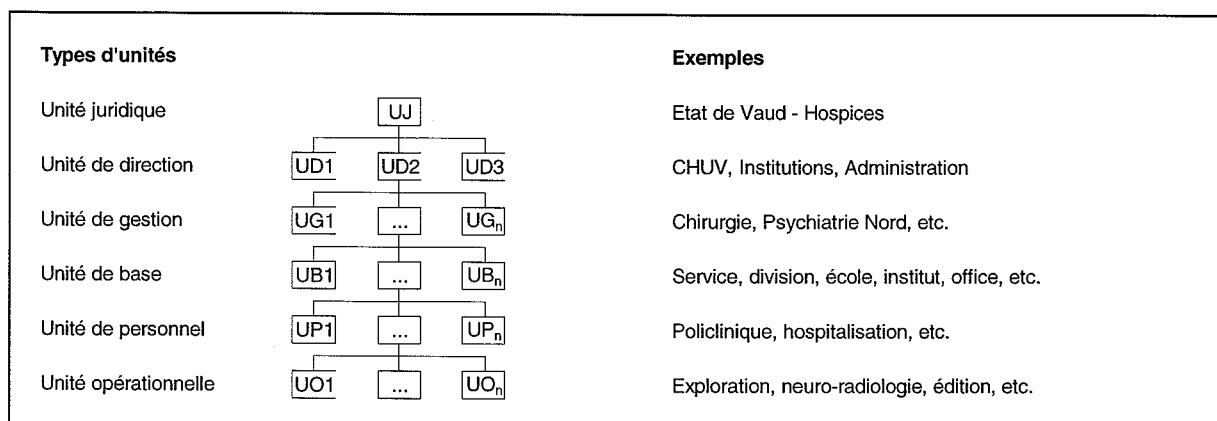 Types d'unités Exemples
Unité juridique UJ Etat de Vaud - Hospices
Unité de direction UD1 UD2 UD3 CHUV, Institutions, Administration
Unité de gestion UG1 ... UGn Chirurgie, Psychiatrie Nord, etc.
Unité de base UB1 ... UBn Service, division, école, institut, office, etc.
Unité de personnel UP1 ... UPn Policlinique, hospitalisation, etc.
Unité opérationnelle UO1 ... UOn Exploration, neuro-radiologie, édition, etc.